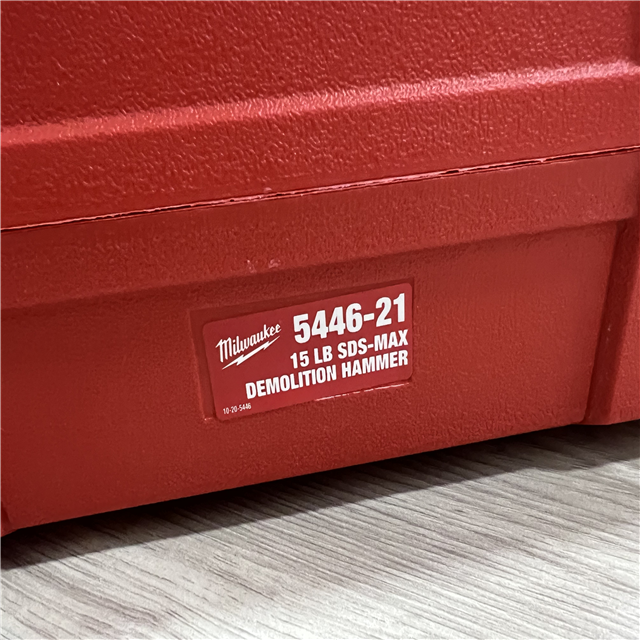 Milwaukee
5446-21
15 LB SDS-MAX
DEMOLITION HAMMER
10-20-5446